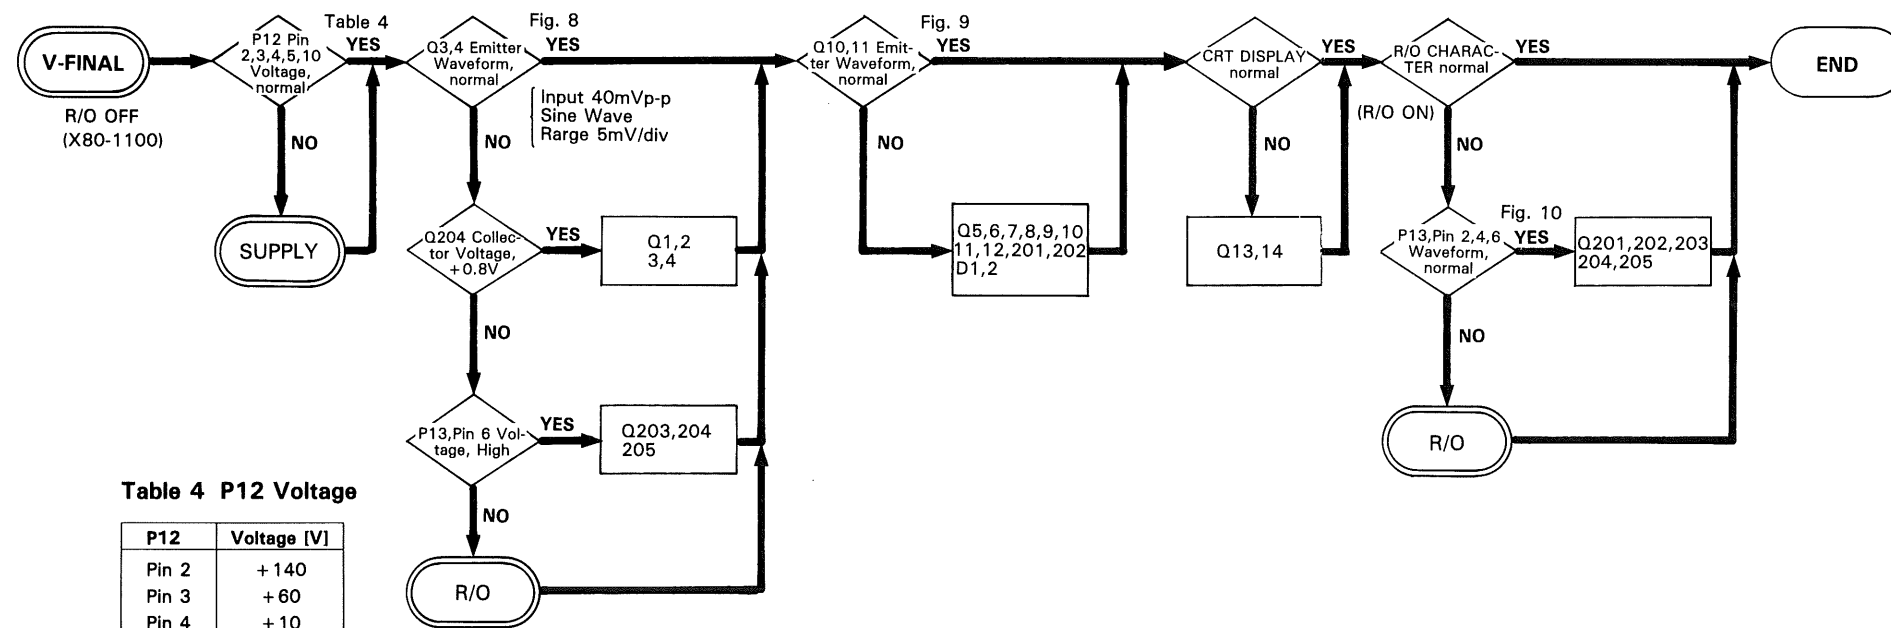 V-FINAL
R/O OFF
(X80-1100)
P12 Pin
2,3,4,5,10
Voltage,
normal
Table 4
YES
NO
SUPPLY
Q3,4 Emitter
Waveform,
normal
Fig. 8
YES
Input 40mVp-p
Sine Wave
Rarge 5mV/div
NO
Q204 Collec-
tor Voltage,
+0.8V
YES
Q1,2
3,4
NO
P13,Pin 6 Vol-
tage, High
YES
Q203,204
205
NO
R/O
Q10,11 Emit-
ter Waveform,
normal
Fig. 9
YES
NO
Q5,6,7,8,9,10
11,12,201,202
D1,2
CRT DISPLAY
normal
YES
NO
Q13,14
R/O CHARAC-
TER normal
YES
(R/O ON)
NO
P13,Pin 2,4,6
Waveform,
normal
Fig. 10
YES
Q201,202,203
204,205
NO
R/O
END
Table 4 P12 Voltage
P12 Voltage [V]
Pin 2 +140
Pin 3 +60
Pin 4 +10